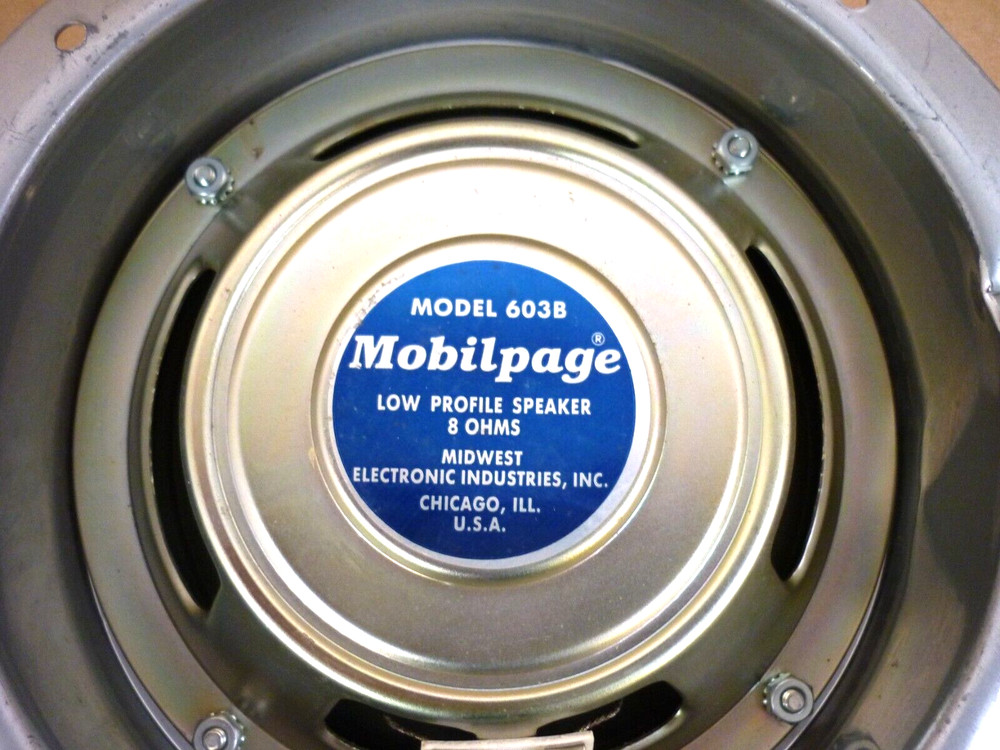 MODEL 603B
Mobilpage®
LOW PROFILE SPEAKER
8 OHMS
MIDWEST
ELECTRONIC INDUSTRIES, INC.
CHICAGO, ILL.
U.S.A.